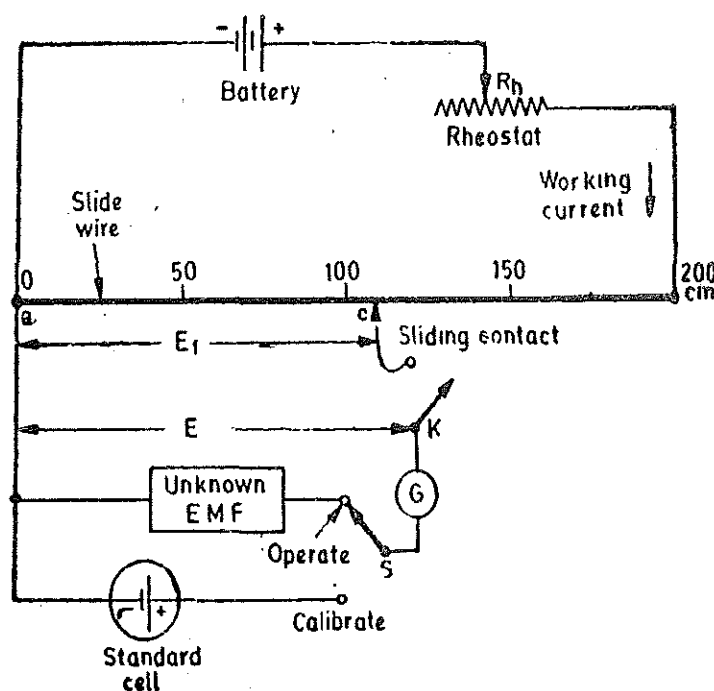 - +
Battery
Rh
Rheostat
Working
current
Slide
wire
0 50 100 150 200
cm
a c
E1
Sliding contact
E
K
G
Unknown
EMF
Operate
S
- +
Calibrate
Standard
cell